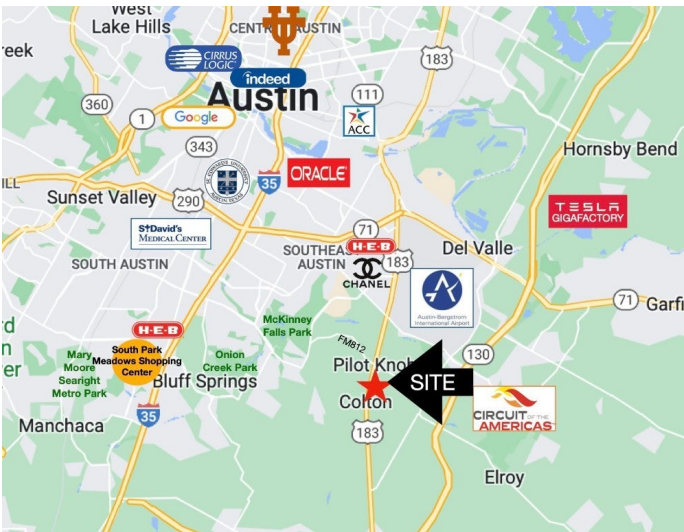 West
Lake Hills
CENTRAL AUSTIN
183
reek
CIRRUS
LOGIC
indeed
Austin
360
1
Google
111
ACC
343
Hornsby Bend
35
ORACLE
ILL
Sunset Valley
290
TESLA
GIGAFACTORY
St David's
MEDICAL CENTER
71
H-E-B
SOUTH AUSTIN
SOUTHEAST
AUSTIN
183
Del Valle
CHANEL
Austin-Bergstrom
International Airport
71
Garfi
McKinney
Falls Park
FM812
H-E-B
rd
n
er
South Park
Meadows Shopping
Center
Mary
Moore
Searight
Metro Park
Onion
Creek Park
Bluff Springs
Pilot Knob
130
SITE
Colton
CIRCUIT OF THE
AMERICAS
35
Manchaca
183
Elroy